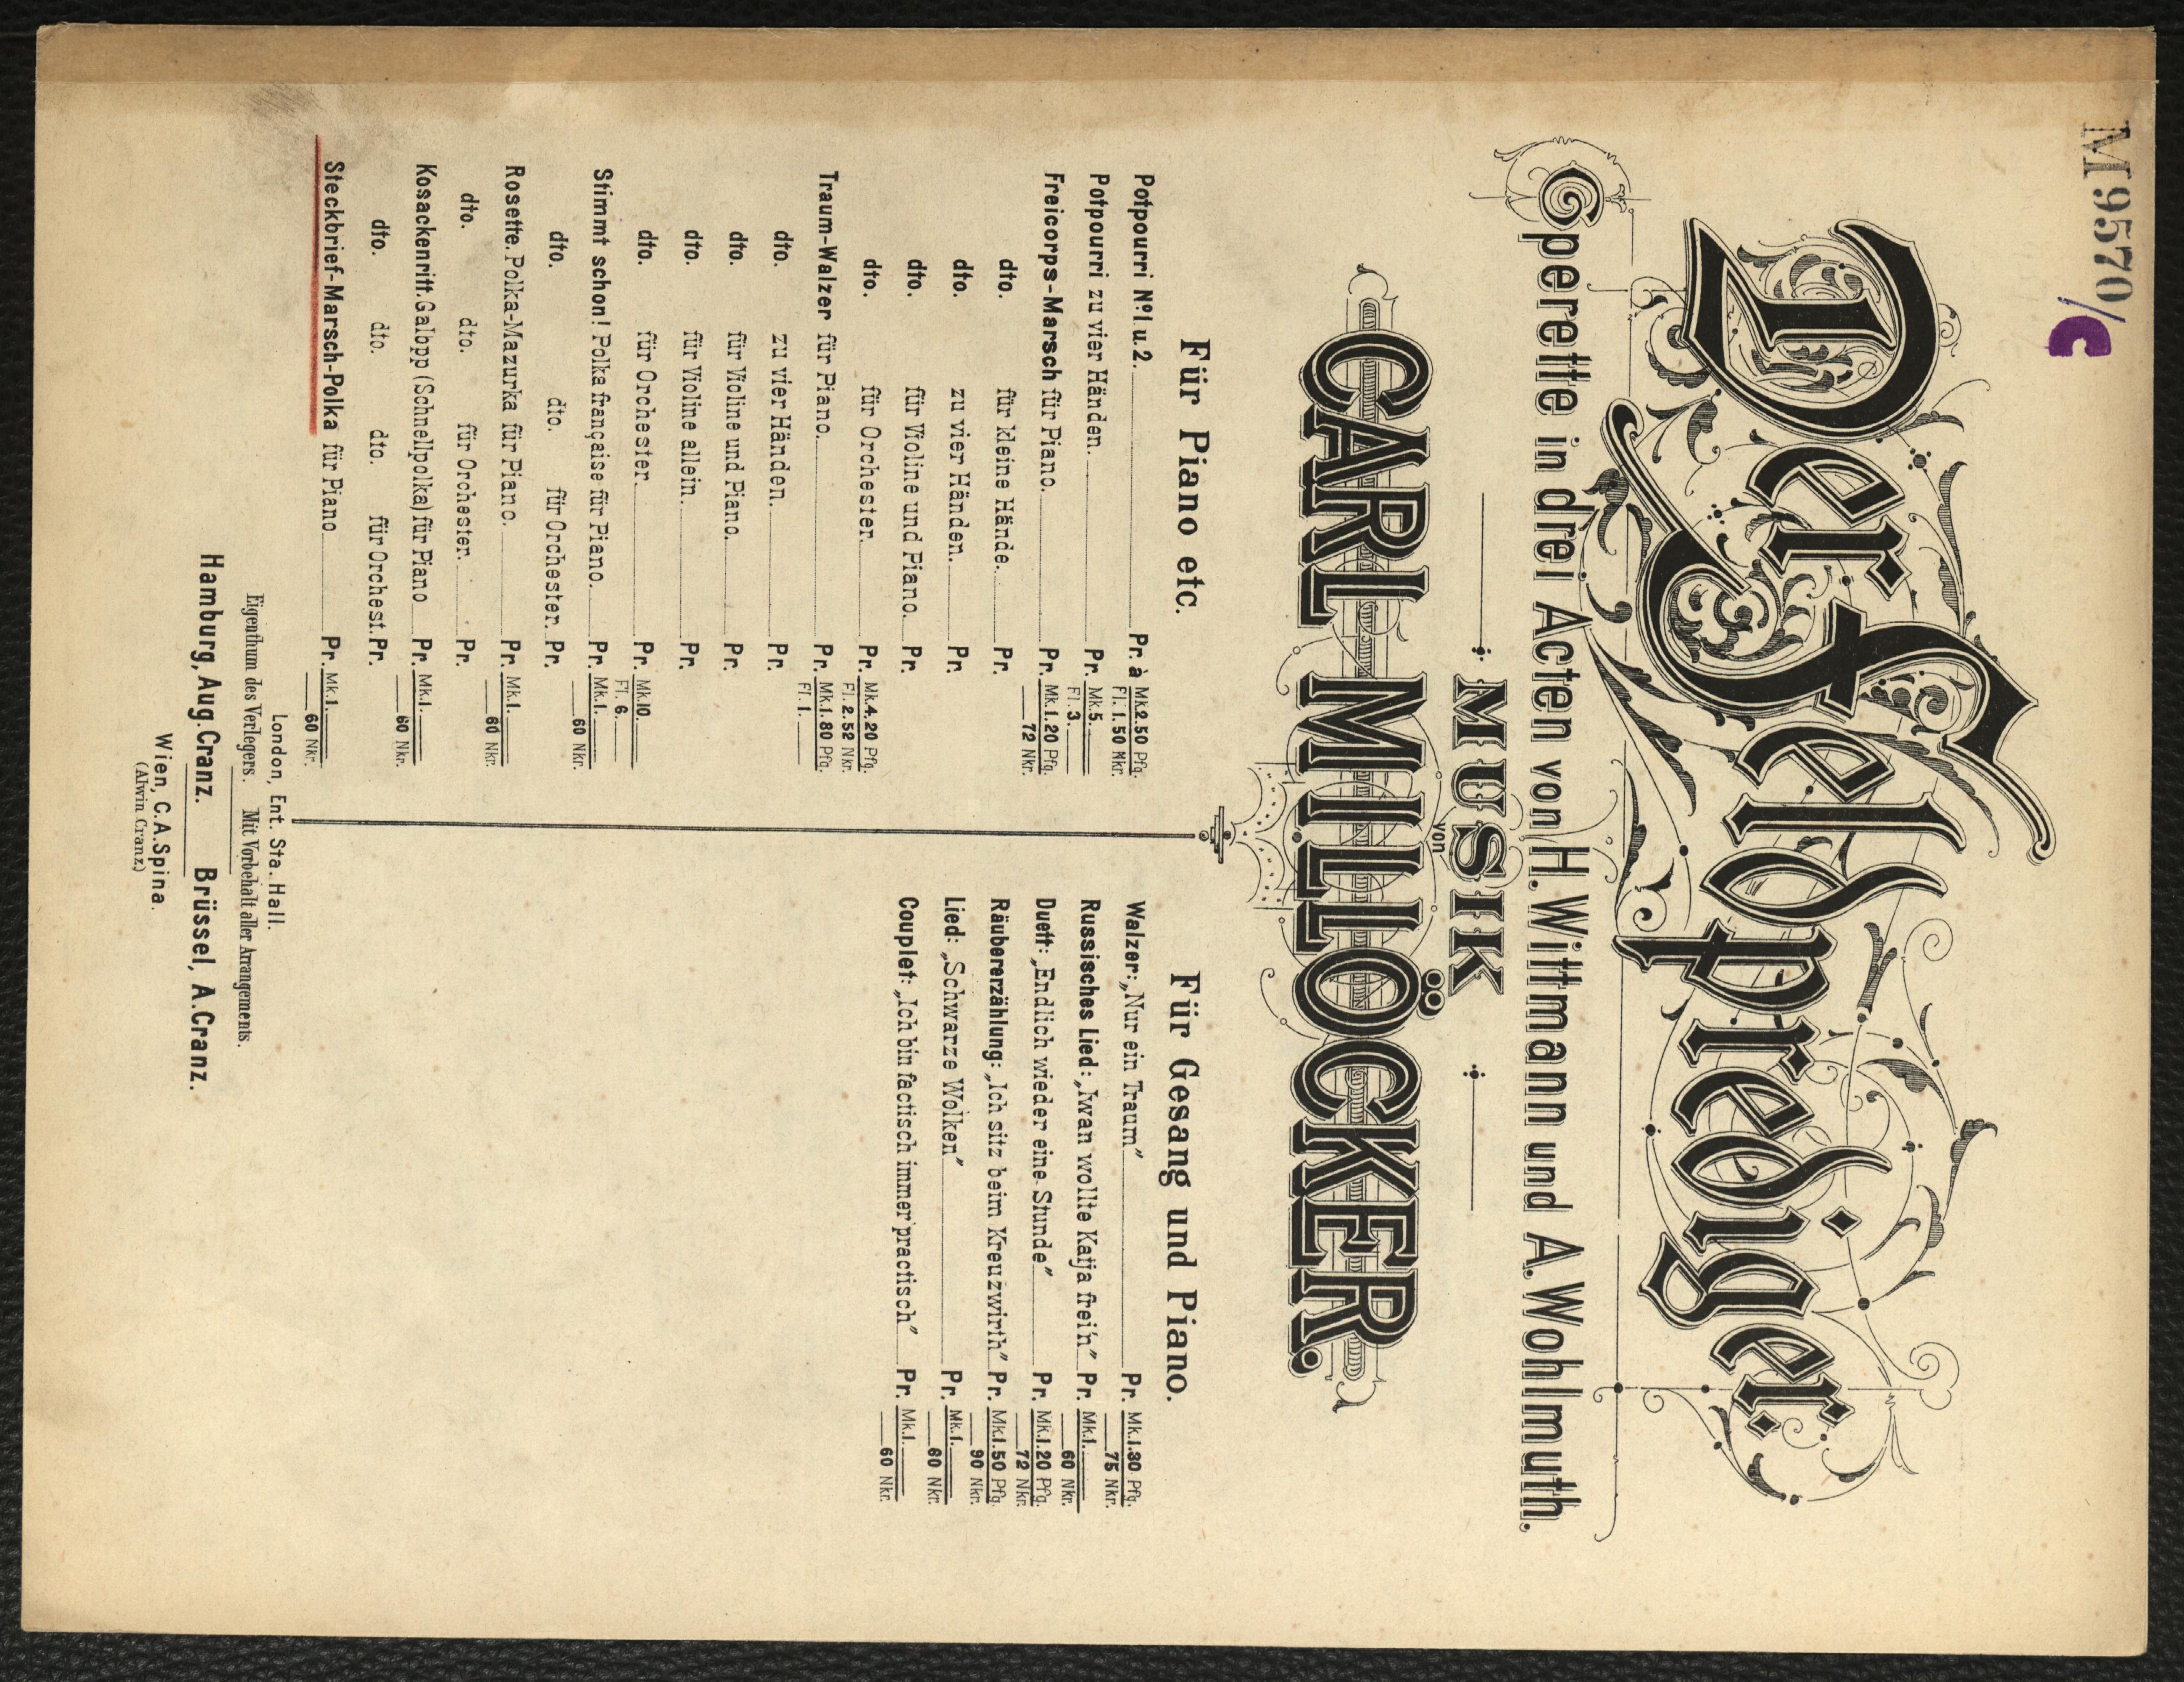 M 9570/C
Der Feldprediger.
Operette in drei Acten von H. Wittmann und A. Wohlmuth.
MUSIK
von
CARL MILLÖCKER.
Für Piano etc.
Potpourri No. 1 u. 2. Pr. à Mk. 2.50 Pfg. Fl. 1.50 Nkr.
Potpourri zu vier Händen. Pr. Mk. 5. Fl. 3.
Freicorps-Marsch für Piano. Pr. Mk. 1.20 Pfg. 72 Nkr.
dto. für kleine Hände. Pr.
dto. zu vier Händen. Pr.
dto. für Violine und Piano. Pr.
dto. für Orchester. Pr. Mk. 4.20 Pfg. Fl. 2.52 Nkr.
Traum-Walzer für Piano. Pr. Mk. 1.80 Pfg. Fl. 1.
dto. zu vier Händen. Pr.
dto. für Violine und Piano. Pr.
dto. für Violine allein. Pr.
dto. für Orchester. Pr. Mk. 10. Fl. 6.
Stimmt schon! Polka française für Piano. Pr. Mk. 1. 60 Nkr.
dto. dto. für Orchester. Pr.
Rosette. Polka-Mazurka für Piano. Pr. Mk. 1. 60 Nkr.
dto. dto. für Orchester. Pr.
Kosackenritt. Galopp (Schnellpolka) für Piano Pr. Mk. 1. 60 Nkr.
dto. dto. dto. für Orchest. Pr.
Steckbrief-Marsch-Polka für Piano Pr. Mk. 1. 60 Nkr.
Für Gesang und Piano.
Walzer: „Nur ein Traum" Pr. Mk. 1.30 Pfg. 75 Nkr.
Russisches Lied: „Iwan wollte Katja frei'n" Pr. Mk. 1. 60 Nkr.
Duett: „Endlich wieder eine Stunde" Pr. Mk. 1.20 Pfg. 72 Nkr.
Räubererzählung: „Ich sitz beim Kreuzwirth" Pr. Mk. 1.50 Pfg. 90 Nkr.
Lied: „Schwarze Wolken" Pr. Mk. 1. 60 Nkr.
Couplet: „Ich bin factisch immer practisch" Pr. Mk. 1. 60 Nkr.
London, Ent. Sta. Hall.
Eigenthum des Verlegers. Mit Vorbehalt aller Arrangements.
Hamburg, Aug. Cranz. Brüssel, A. Cranz.
Wien, C. A. Spina.
(Alwin Cranz.)